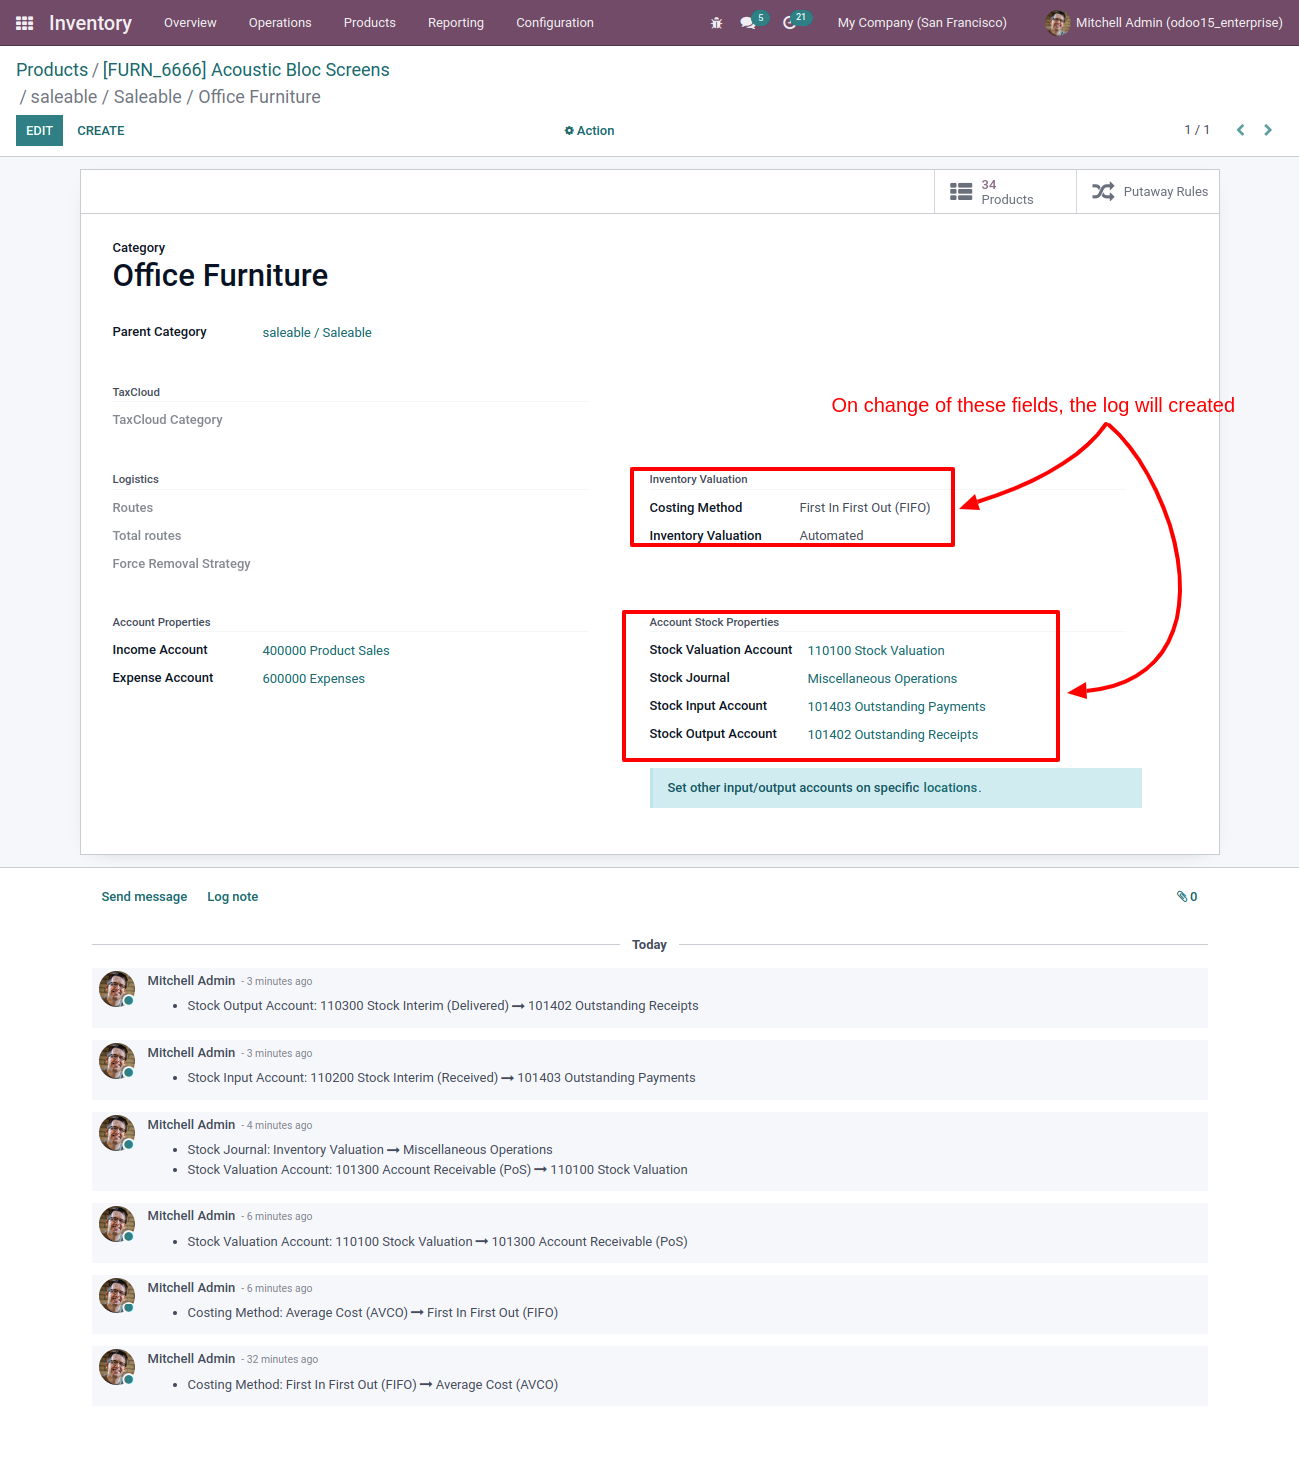 Inventory Overview Operations Products Reporting Configuration 5 21 My Company (San Francisco) Mitchell Admin (odoo15_enterprise)
Products / [FURN_6666] Acoustic Bloc Screens
/ saleable / Saleable / Office Furniture
EDIT CREATE Action 1 / 1
34
Products
Putaway Rules
Category
Office Furniture
Parent Category saleable / Saleable
TaxCloud
TaxCloud Category
On change of these fields, the log will created
Logistics
Routes
Total routes
Force Removal Strategy
Inventory Valuation
Costing Method First In First Out (FIFO)
Inventory Valuation Automated
Account Properties
Income Account 400000 Product Sales
Expense Account 600000 Expenses
Account Stock Properties
Stock Valuation Account 110100 Stock Valuation
Stock Journal Miscellaneous Operations
Stock Input Account 101403 Outstanding Payments
Stock Output Account 101402 Outstanding Receipts
Set other input/output accounts on specific locations.
Send message Log note 0
Today
Mitchell Admin - 3 minutes ago
• Stock Output Account: 110300 Stock Interim (Delivered) → 101402 Outstanding Receipts
Mitchell Admin - 3 minutes ago
• Stock Input Account: 110200 Stock Interim (Received) → 101403 Outstanding Payments
Mitchell Admin - 4 minutes ago
• Stock Journal: Inventory Valuation → Miscellaneous Operations
• Stock Valuation Account: 101300 Account Receivable (PoS) → 110100 Stock Valuation
Mitchell Admin - 6 minutes ago
• Stock Valuation Account: 110100 Stock Valuation → 101300 Account Receivable (PoS)
Mitchell Admin - 6 minutes ago
• Costing Method: Average Cost (AVCO) → First In First Out (FIFO)
Mitchell Admin - 32 minutes ago
• Costing Method: First In First Out (FIFO) → Average Cost (AVCO)